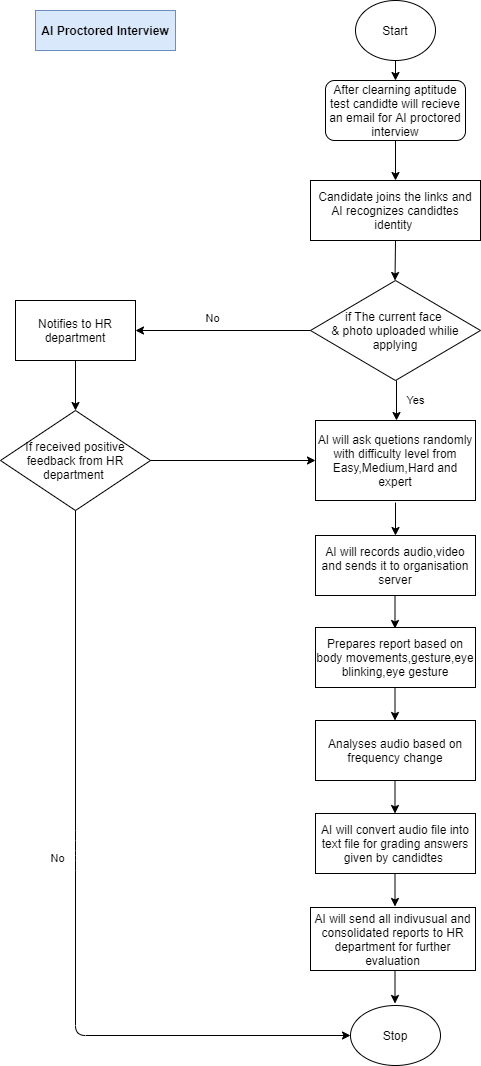 AI Proctored Interview
Start
After clearning aptitude
test candidte will recieve
an email for AI proctored
interview
Candidate joins the links and
AI recognizes candidtes
identity
if The current face
& photo uploaded whilie
applying
No
Notifies to HR
department
Yes
If received positive
feedback from HR
department
AI will ask quetions randomly
with difficulty level from
Easy,Medium,Hard and
expert
AI will records audio,video
and sends it to organisation
server
Prepares report based on
body movements,gesture,eye
blinking,eye gesture
Analyses audio based on
frequency change
AI will convert audio file into
text file for grading answers
given by candidtes
No
AI will send all indivusual and
consolidated reports to HR
department for further
evaluation
Stop